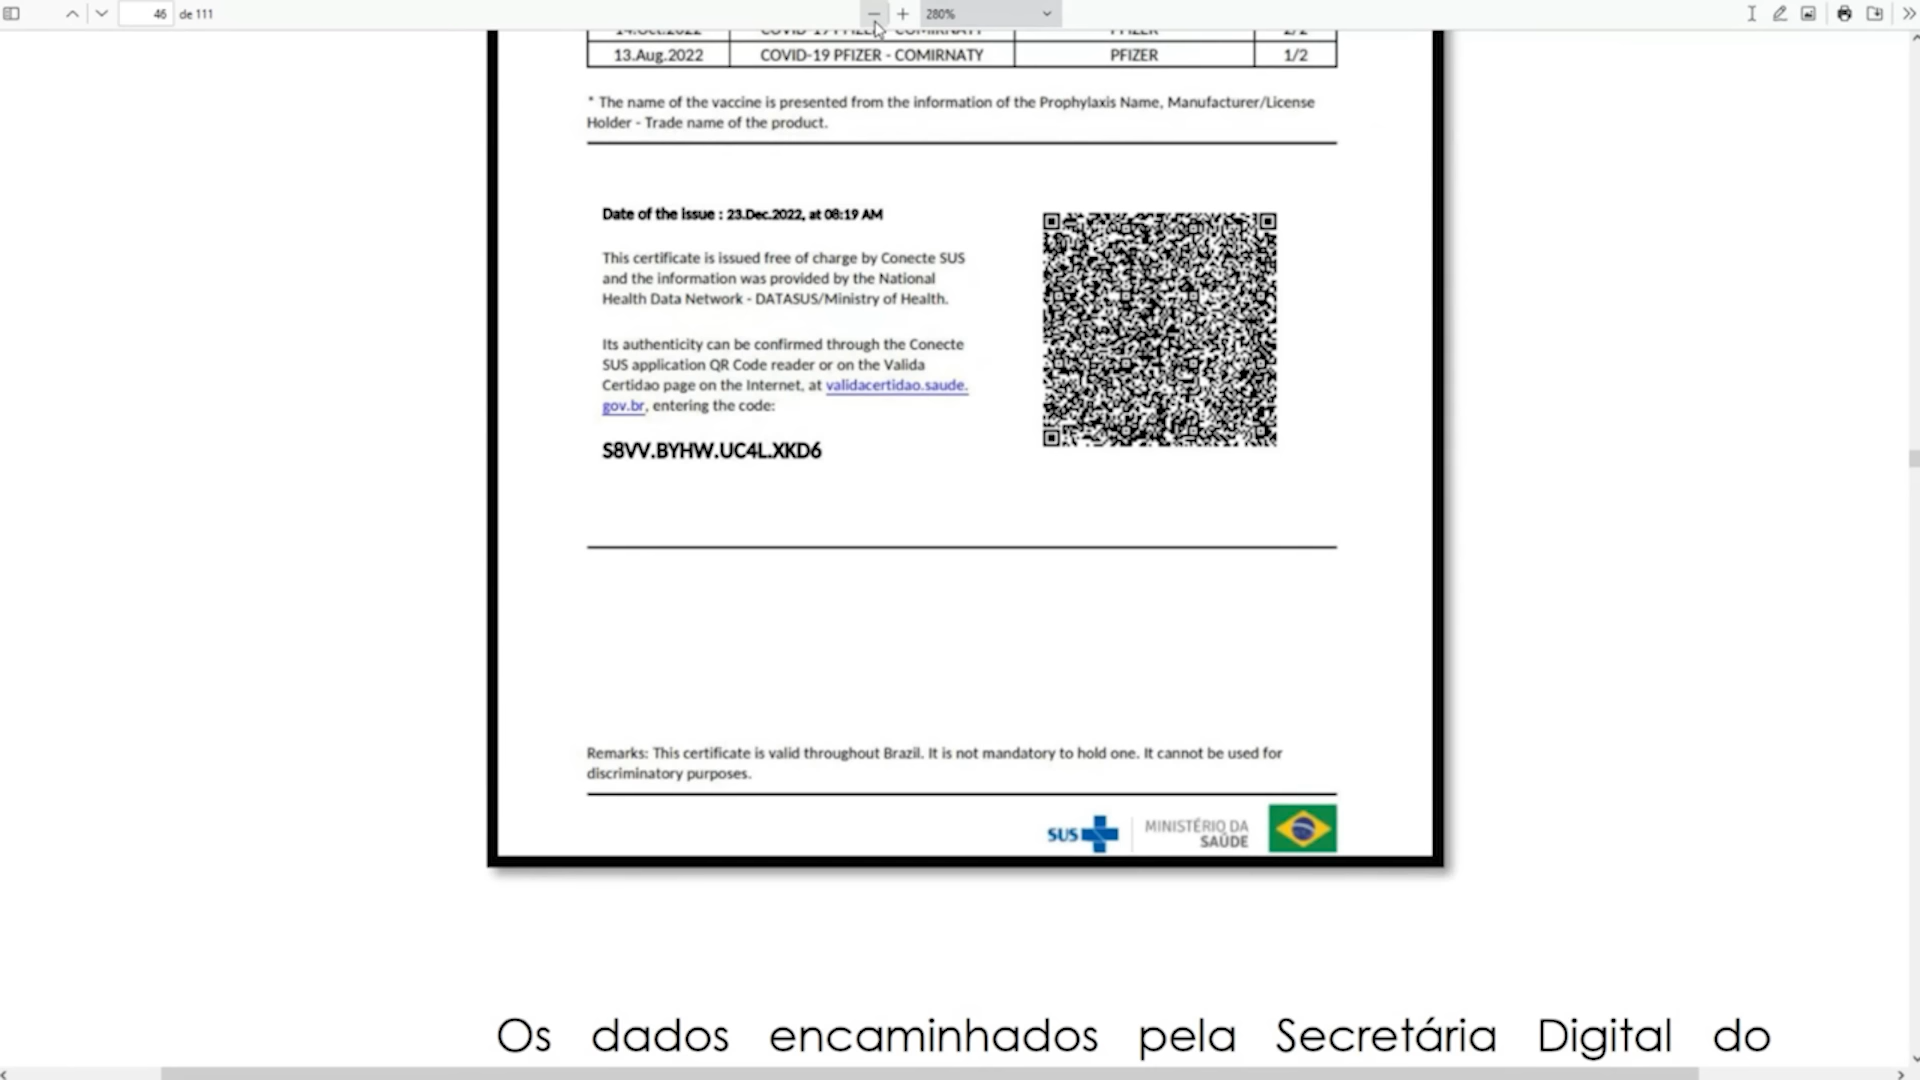 46 de 111
280%
13.Aug.2022 COVID-19 PFIZER - COMIRNATY PFIZER 1/2
* The name of the vaccine is presented from the information of the Prophylaxis Name, Manufacturer/License
Holder - Trade name of the product.
Date of the issue : 23.Dec.2022, at 08:19 AM
This certificate is issued free of charge by Conecte SUS
and the information was provided by the National
Health Data Network - DATASUS/Ministry of Health.
Its authenticity can be confirmed through the Conecte
SUS application QR Code reader or on the Valida
Certidao page on the Internet, at validacertidao.saude.
gov.br, entering the code:
S8VV.BYHW.UC4L.XKD6
Remarks: This certificate is valid throughout Brazil. It is not mandatory to hold one. It cannot be used for
discriminatory purposes.
SUS
MINISTÉRIO DA
SAÚDE
Os dados encaminhados pela Secretária Digital do